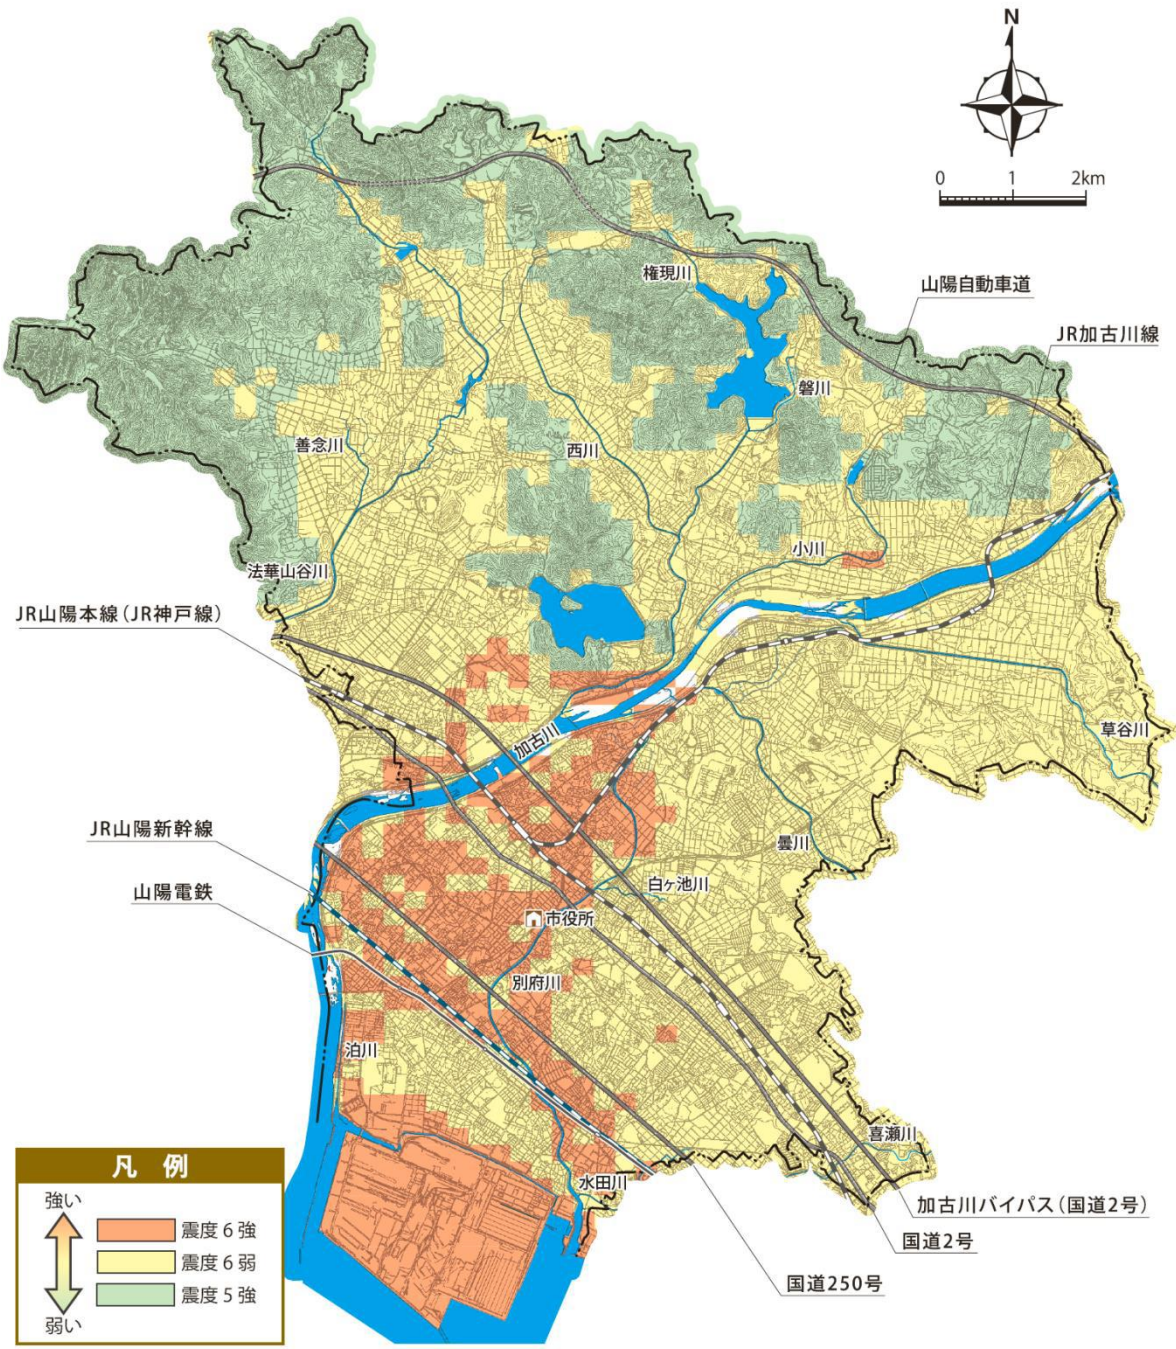 N
0 1 2km
権現川
山陽自動車道
JR加古川線
磐川
善念川
西川
小川
法華山谷川
JR山陽本線(JR神戸線)
加古川
草谷川
JR山陽新幹線
曇川
山陽電鉄
白ヶ池川
市役所
別府川
泊川
喜瀬川
水田川
加古川バイパス(国道2号)
国道2号
国道250号
凡 例
強い
震度6強
震度6弱
震度5強
弱い